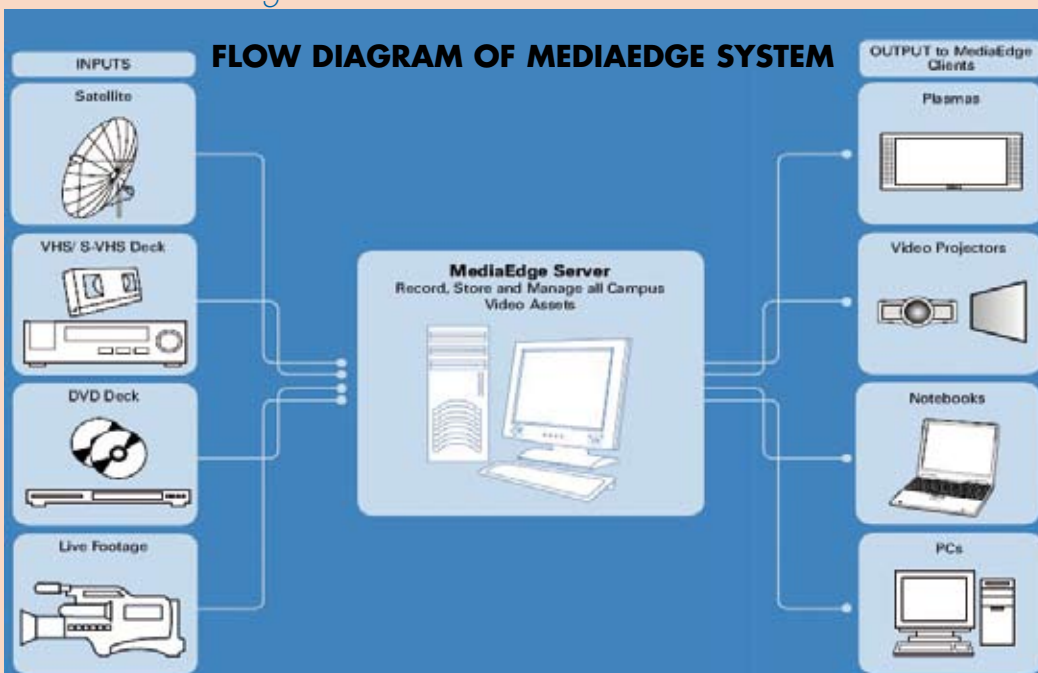 FLOW DIAGRAM OF MEDIAEDGE SYSTEM
INPUTS
Satellite
VHS/ S-VHS Deck
DVD Deck
Live Footage
MediaEdge Server
Record, Store and Manage all Campus
Video Assets
OUTPUT to MediaEdge
Clients
Plasmas
Video Projectors
Notebooks
PCs